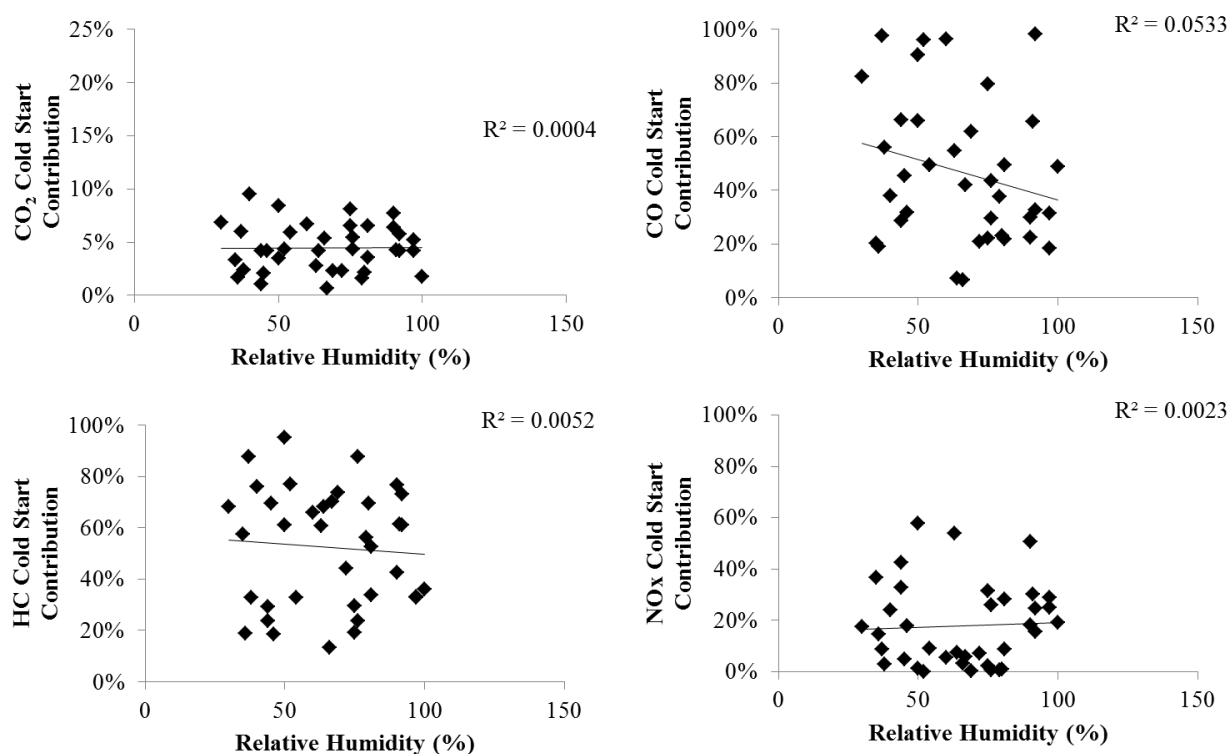 25%
20%
15%
10%
5%
0%
CO₂ Cold Start
Contribution
R² = 0.0004
0
50
100
150
Relative Humidity (%)
100%
80%
60%
40%
20%
0%
CO Cold Start
Contribution
R² = 0.0533
0
50
100
150
Relative Humidity (%)
100%
80%
60%
40%
20%
0%
HC Cold Start
Contribution
R² = 0.0052
0
50
100
150
Relative Humidity (%)
100%
80%
60%
40%
20%
0%
NOx Cold Start
Contribution
R² = 0.0023
0
50
100
150
Relative Humidity (%)